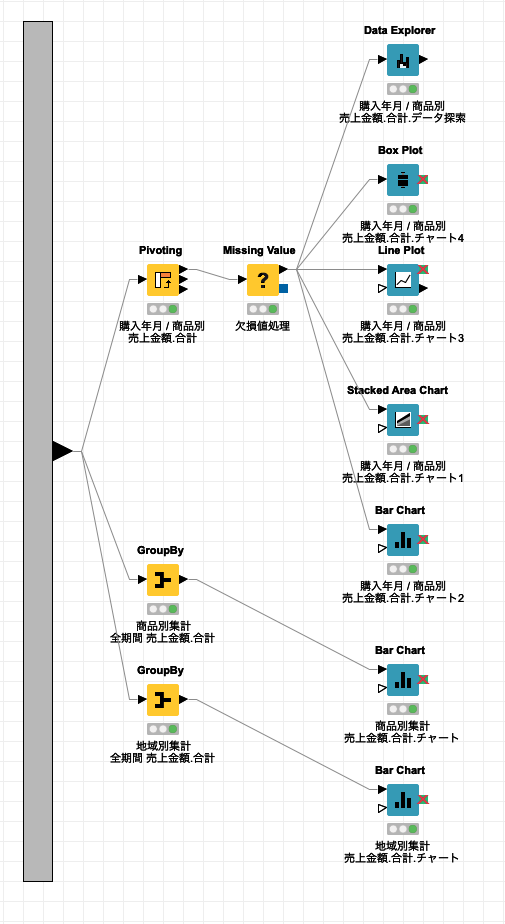 Data Explorer
購入年月 / 商品別
売上金額.合計.データ探索
Box Plot
購入年月 / 商品別
売上金額.合計.チャート4
Pivoting
購入年月 / 商品別
売上金額.合計
Missing Value
?
欠損値処理
Line Plot
購入年月 / 商品別
売上金額.合計.チャート3
Stacked Area Chart
購入年月 / 商品別
売上金額.合計.チャート1
Bar Chart
購入年月 / 商品別
売上金額.合計.チャート2
GroupBy
商品別集計
全期間 売上金額.合計
Bar Chart
商品別集計
売上金額.合計.チャート
GroupBy
地域別集計
全期間 売上金額.合計
Bar Chart
地域別集計
売上金額.合計.チャート